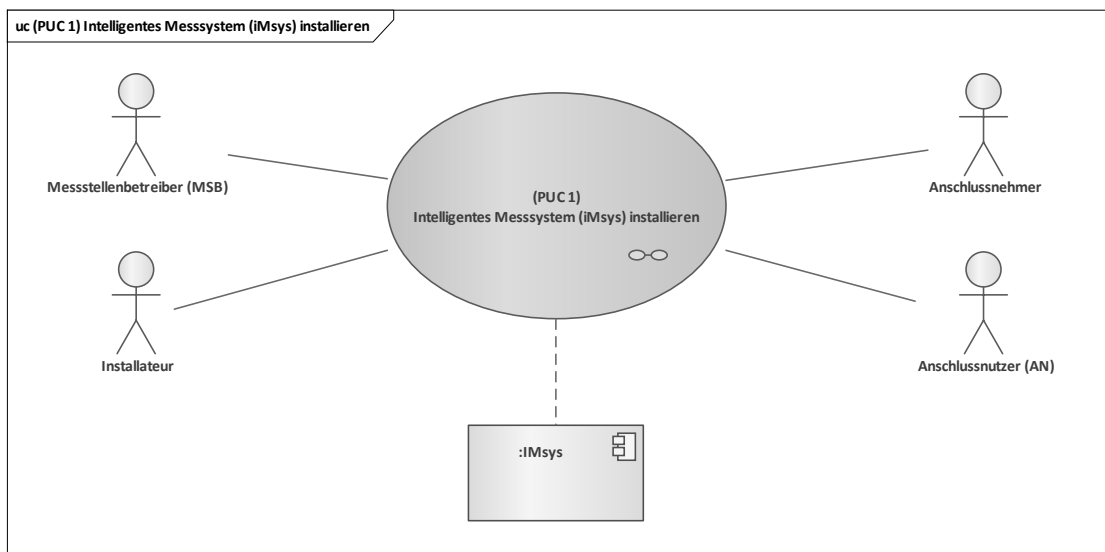 uc (PUC 1) Intelligentes Messsystem (iMsys) installieren
Messstellenbetreiber (MSB)
Anschlussnehmer
(PUC 1)
Intelligentes Messsystem (iMsys) installieren
Installateur
Anschlussnutzer (AN)
:IMsys